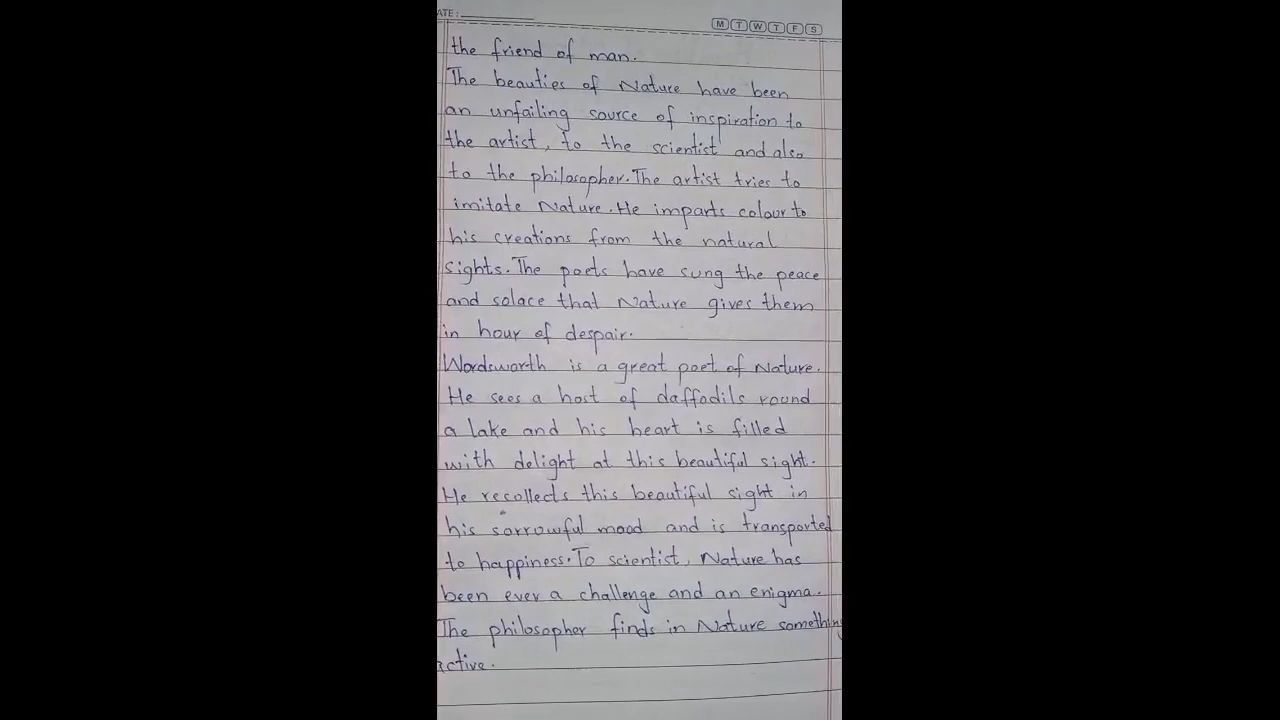 ATE:
M T W T F S
the friend of man.
The beauties of Nature have been
an unfailing source of inspiration to
the artist, to the scientist and also
to the philosopher. The artist tries to
imitate Nature. He imparts colour to
his creations from the natural
sights. The poets have sung the peace
and solace that Nature gives them
in hour of despair.
Wordsworth is a great poet of Nature.
He sees a host of daffodils round
a lake and his heart is filled
with delight at this beautiful sight.
He recollects this beautiful sight in
his sorrowful mood and is transported
to happiness. To scientist, Nature has
been ever a challenge and an enigma.
The philosopher finds in Nature somethin
active.